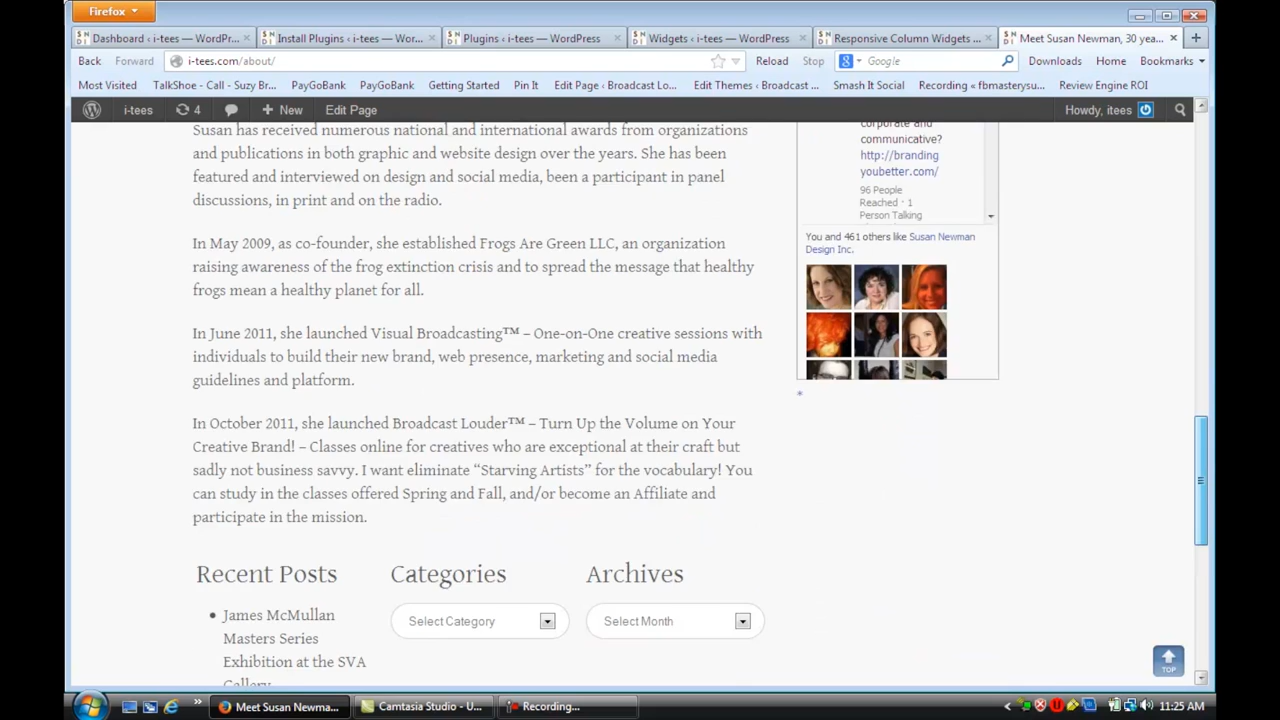 Firefox
Dashboard ‹ i-tees — WordPr...
Install Plugins ‹ i-tees — Wor...
Plugins ‹ i-tees — WordPress
Widgets ‹ i-tees — WordPress
Responsive Column Widgets ...
Meet Susan Newman, 30 yea...
Back
Forward
i-tees.com/about/
Reload
Stop
Google
Downloads
Home
Bookmarks
Most Visited
TalkShoe - Call - Suzy Br...
PayGoBank
PayGoBank
Getting Started
Pin It
Edit Page ‹ Broadcast Lo...
Edit Themes ‹ Broadcast ...
Smash It Social
Recording « fbmasterysu...
Review Engine ROI
i-tees
4
New
Edit Page
Howdy, itees
Susan has received numerous national and international awards from organizations
and publications in both graphic and website design over the years. She has been
featured and interviewed on design and social media, been a participant in panel
discussions, in print and on the radio.
In May 2009, as co-founder, she established Frogs Are Green LLC, an organization
raising awareness of the frog extinction crisis and to spread the message that healthy
frogs mean a healthy planet for all.
In June 2011, she launched Visual Broadcasting™ – One-on-One creative sessions with
individuals to build their new brand, web presence, marketing and social media
guidelines and platform.
In October 2011, she launched Broadcast Louder™ – Turn Up the Volume on Your
Creative Brand! – Classes online for creatives who are exceptional at their craft but
sadly not business savvy. I want eliminate “Starving Artists” for the vocabulary! You
can study in the classes offered Spring and Fall, and/or become an Affiliate and
participate in the mission.
corporate and
communicative?
http://branding
youbetter.com/
96 People
Reached · 1
Person Talking
You and 461 others like Susan Newman
Design Inc.
Recent Posts
James McMullan
Masters Series
Exhibition at the SVA
Gallery
Categories
Select Category
Archives
Select Month
TOP
Meet Susan Newma...
Camtasia Studio - U...
Recording...
11:25 AM